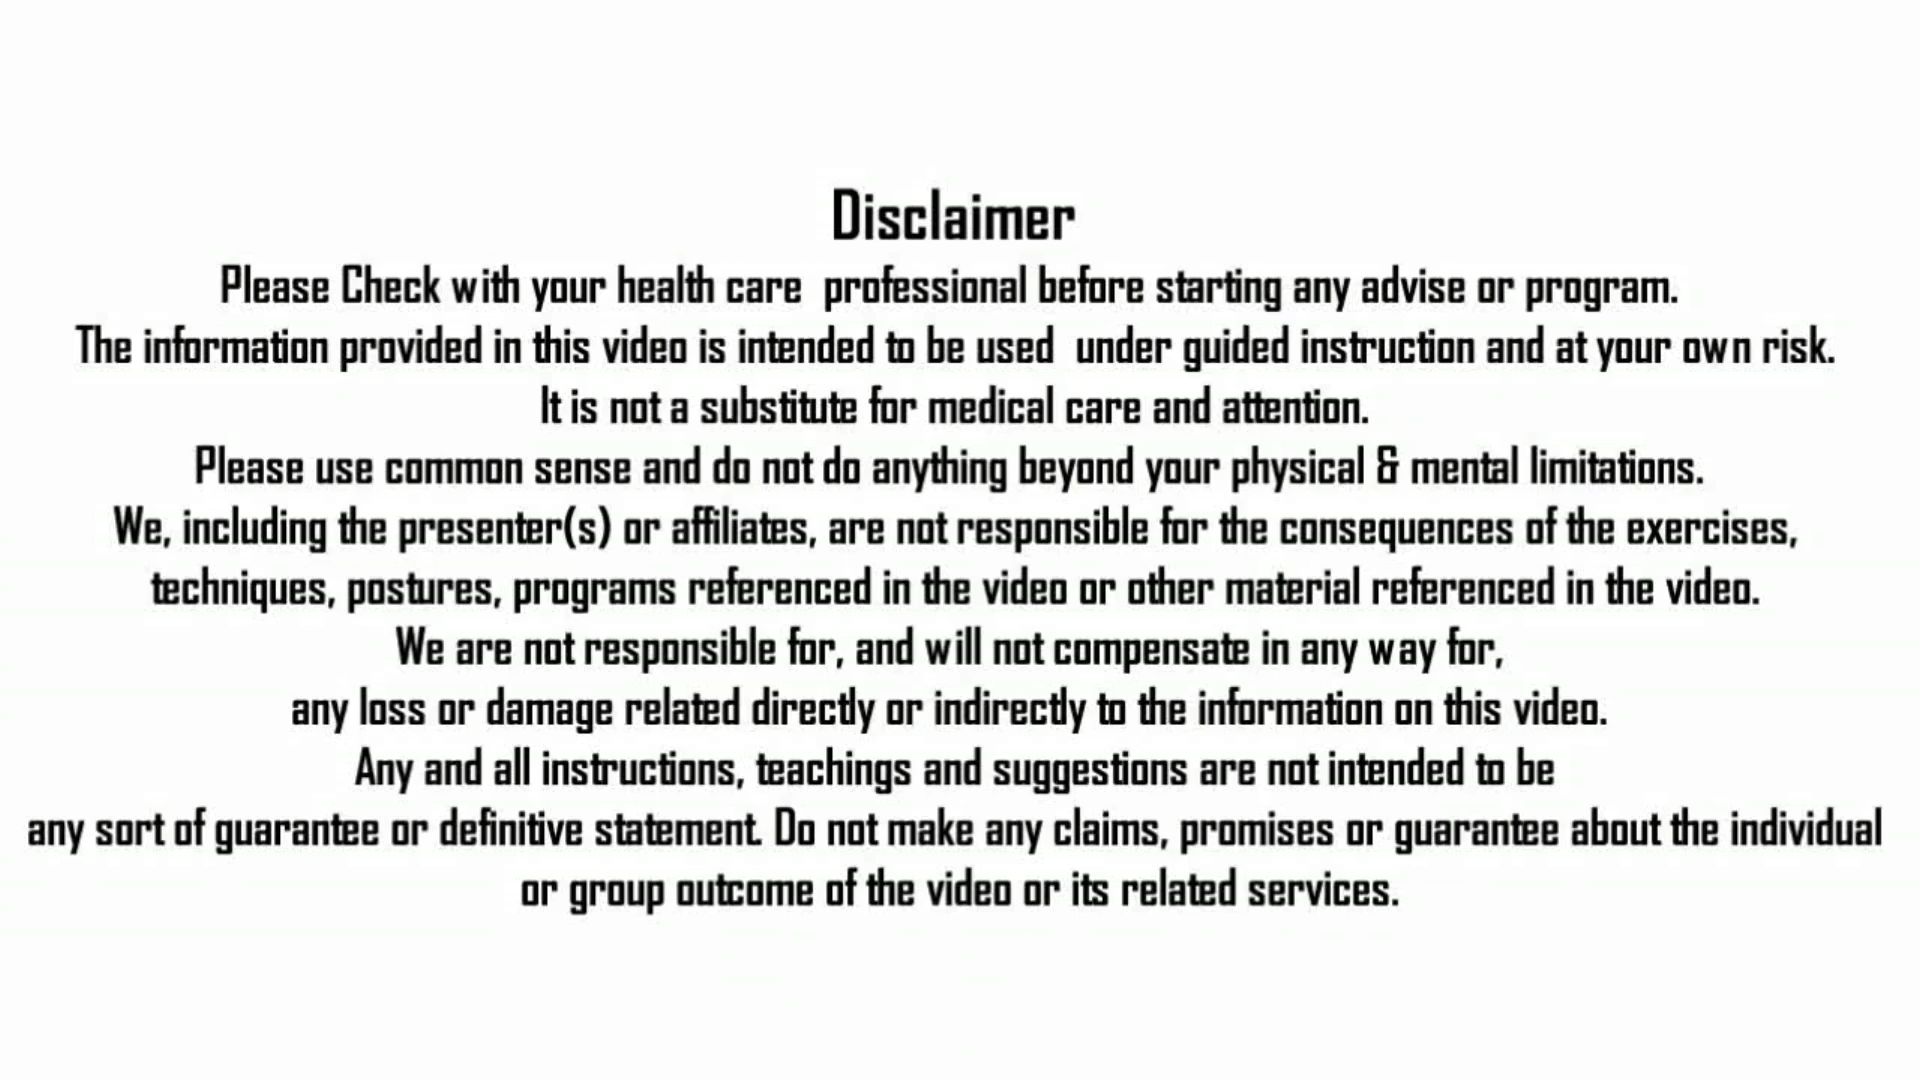 Disclaimer
Please Check with your health care professional before starting any advise or program.
The information provided in this video is intended to be used under guided instruction and at your own risk.
It is not a substitute for medical care and attention.
Please use common sense and do not do anything beyond your physical & mental limitations.
We, including the presenter(s) or affiliates, are not responsible for the consequences of the exercises,
techniques, postures, programs referenced in the video or other material referenced in the video.
We are not responsible for, and will not compensate in any way for,
any loss or damage related directly or indirectly to the information on this video.
Any and all instructions, teachings and suggestions are not intended to be
any sort of guarantee or definitive statement. Do not make any claims, promises or guarantee about the individual
or group outcome of the video or its related services.